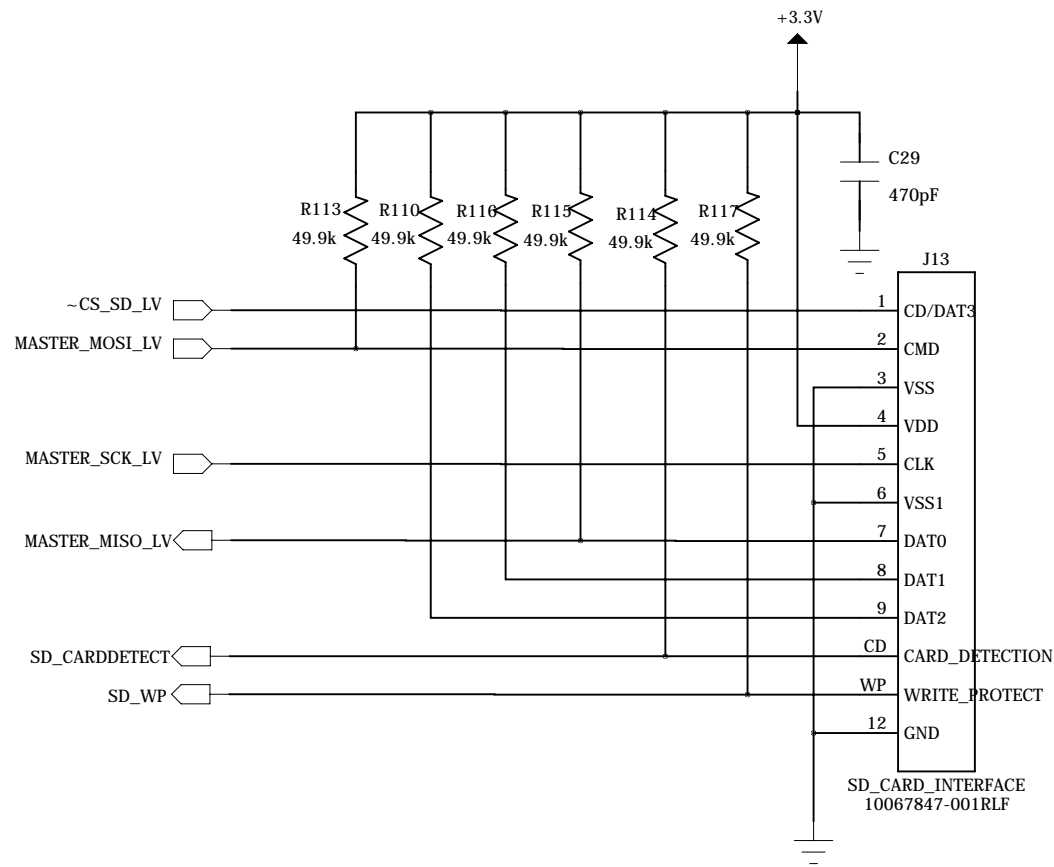 +3.3V
C29
470pF
R113
49.9k
R110
49.9k
R116
49.9k
R115
49.9k
R114
49.9k
R117
49.9k
J13
~CS_SD_LV
1
CD/DAT3
MASTER_MOSI_LV
2
CMD
3
VSS
4
VDD
MASTER_SCK_LV
5
CLK
6
VSS1
MASTER_MISO_LV
7
DAT0
8
DAT1
9
DAT2
SD_CARDDETECT
CD
CARD_DETECTION
SD_WP
WP
WRITE_PROTECT
12
GND
SD_CARD_INTERFACE
10067847-001RLF